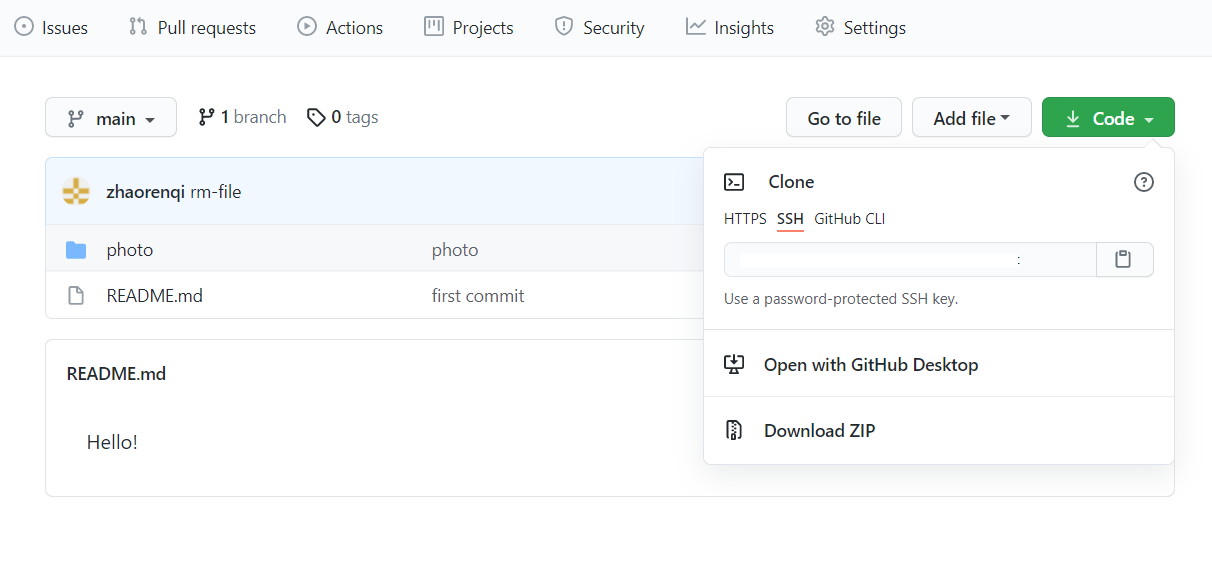 Issues Pull requests Actions Projects Security Insights Settings
main 1 branch 0 tags Go to file Add file Code
zhaorenqi rm-file
Clone
HTTPS SSH GitHub CLI
:
photo photo
README.md first commit
Use a password-protected SSH key.
Open with GitHub Desktop
Download ZIP
README.md
Hello!